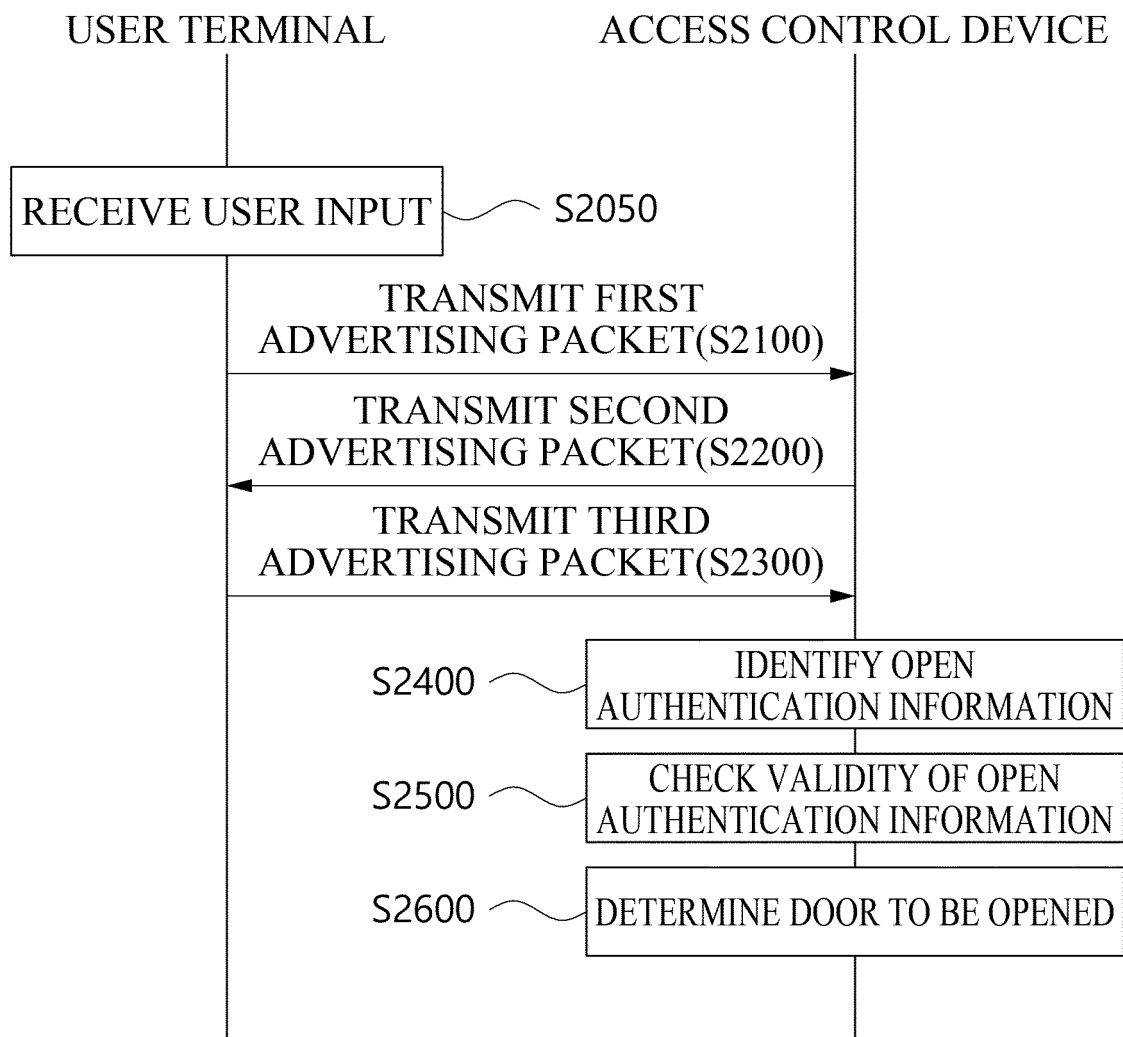 USER TERMINAL
ACCESS CONTROL DEVICE
RECEIVE USER INPUT
S2050
TRANSMIT FIRST
ADVERTISING PACKET(S2100)
TRANSMIT SECOND
ADVERTISING PACKET(S2200)
TRANSMIT THIRD
ADVERTISING PACKET(S2300)
S2400
IDENTIFY OPEN
AUTHENTICATION INFORMATION
S2500
CHECK VALIDITY OF OPEN
AUTHENTICATION INFORMATION
S2600
DETERMINE DOOR TO BE OPENED